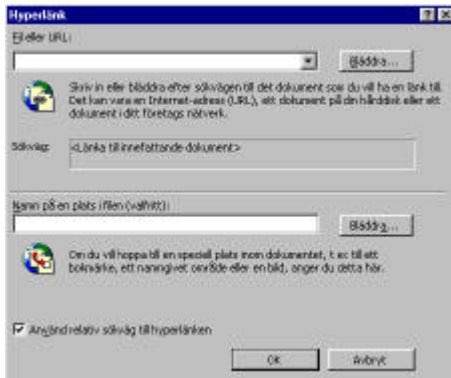 Hyperlänk
Fil eller URL:
Bläddra...
Skriv in eller bläddra efter sökvägen till det dokument som du vill ha en länk till.
Det kan vara en Internet-adress (URL), ett dokument på din hårddisk eller ett
dokument i ditt företags nätverk.
Sökväg:
<Länka till innefattande dokument>
Namn på en plats i filen (valfritt):
Bläddra...
Om du vill hoppa till en speciell plats inom dokumentet, t ex till ett
bokmärke, ett namngivet område eller en bild, anger du detta här.
Använd relativ sökväg till hyperlänken
OK
Avbryt